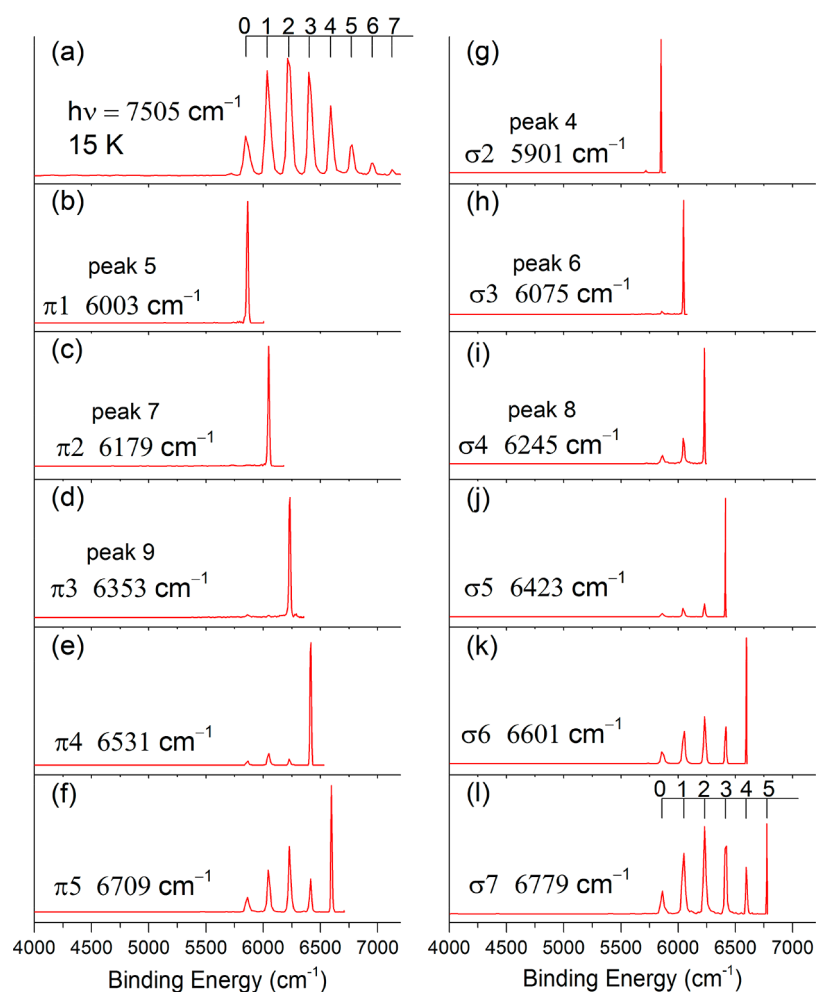 0 1 2 3 4 5 6 7
(a)
hν = 7505 cm⁻¹
15 K
(b)
peak 5
π1 6003 cm⁻¹
(c)
peak 7
π2 6179 cm⁻¹
(d)
peak 9
π3 6353 cm⁻¹
(e)
π4 6531 cm⁻¹
(f)
π5 6709 cm⁻¹
4000 4500 5000 5500 6000 6500 7000
Binding Energy (cm⁻¹)
(g)
peak 4
σ2 5901 cm⁻¹
(h)
peak 6
σ3 6075 cm⁻¹
(i)
peak 8
σ4 6245 cm⁻¹
(j)
σ5 6423 cm⁻¹
(k)
σ6 6601 cm⁻¹
(l)
0 1 2 3 4 5
σ7 6779 cm⁻¹
4000 4500 5000 5500 6000 6500 7000
Binding Energy (cm⁻¹)